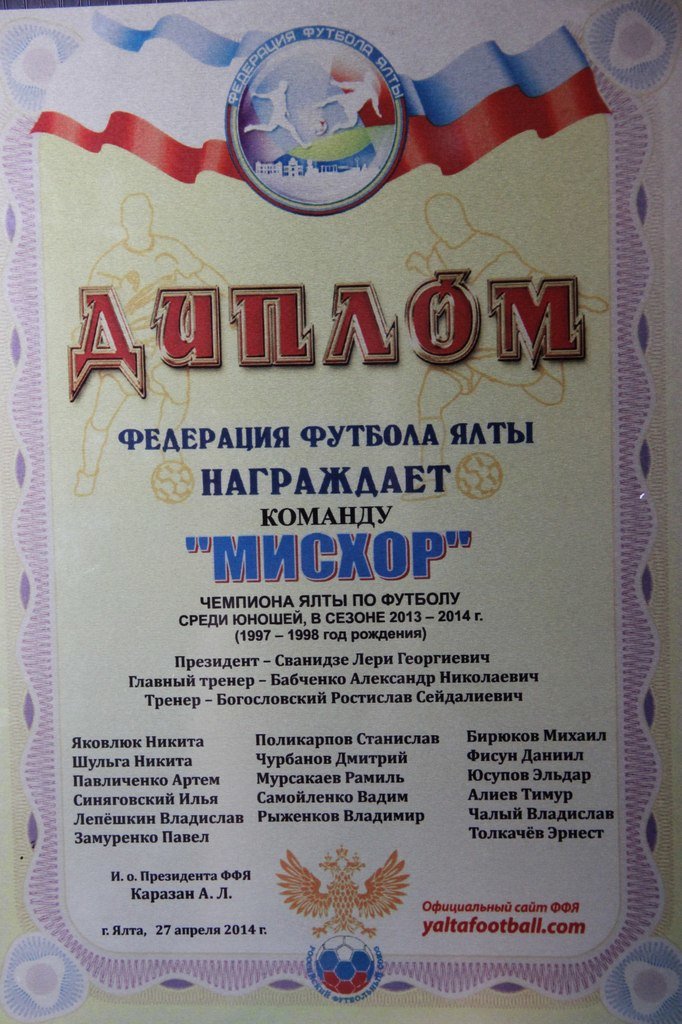 ФЕДЕРАЦИЯ ФУТБОЛА ЯЛТЫ
ДИПЛОМ
ФЕДЕРАЦИЯ ФУТБОЛА ЯЛТЫ
НАГРАЖДАЕТ
КОМАНДУ
"МИСХОР"
ЧЕМПИОНА ЯЛТЫ ПО ФУТБОЛУ
СРЕДИ ЮНОШЕЙ, В СЕЗОНЕ 2013 – 2014 г.
(1997 – 1998 год рождения)
Президент – Сванидзе Лери Георгиевич
Главный тренер – Бабченко Александр Николаевич
Тренер – Богословский Ростислав Сейдалиевич
Яковлюк Никита
Шульга Никита
Павличенко Артем
Синяговский Илья
Лепёшкин Владислав
Замуренко Павел
Поликарпов Станислав
Чурбанов Дмитрий
Мурсакаев Рамиль
Самойленко Вадим
Рыженков Владимир
Бирюков Михаил
Фисун Даниил
Юсупов Эльдар
Алиев Тимур
Чалый Владислав
Толкачёв Эрнест
И. о. Президента ФФЯ
Каразан А. Л.
г. Ялта, 27 апреля 2014 г.
Официальный сайт ФФЯ
yaltafootball.com
РОССИЙСКИЙ ФУТБОЛЬНЫЙ СОЮЗ